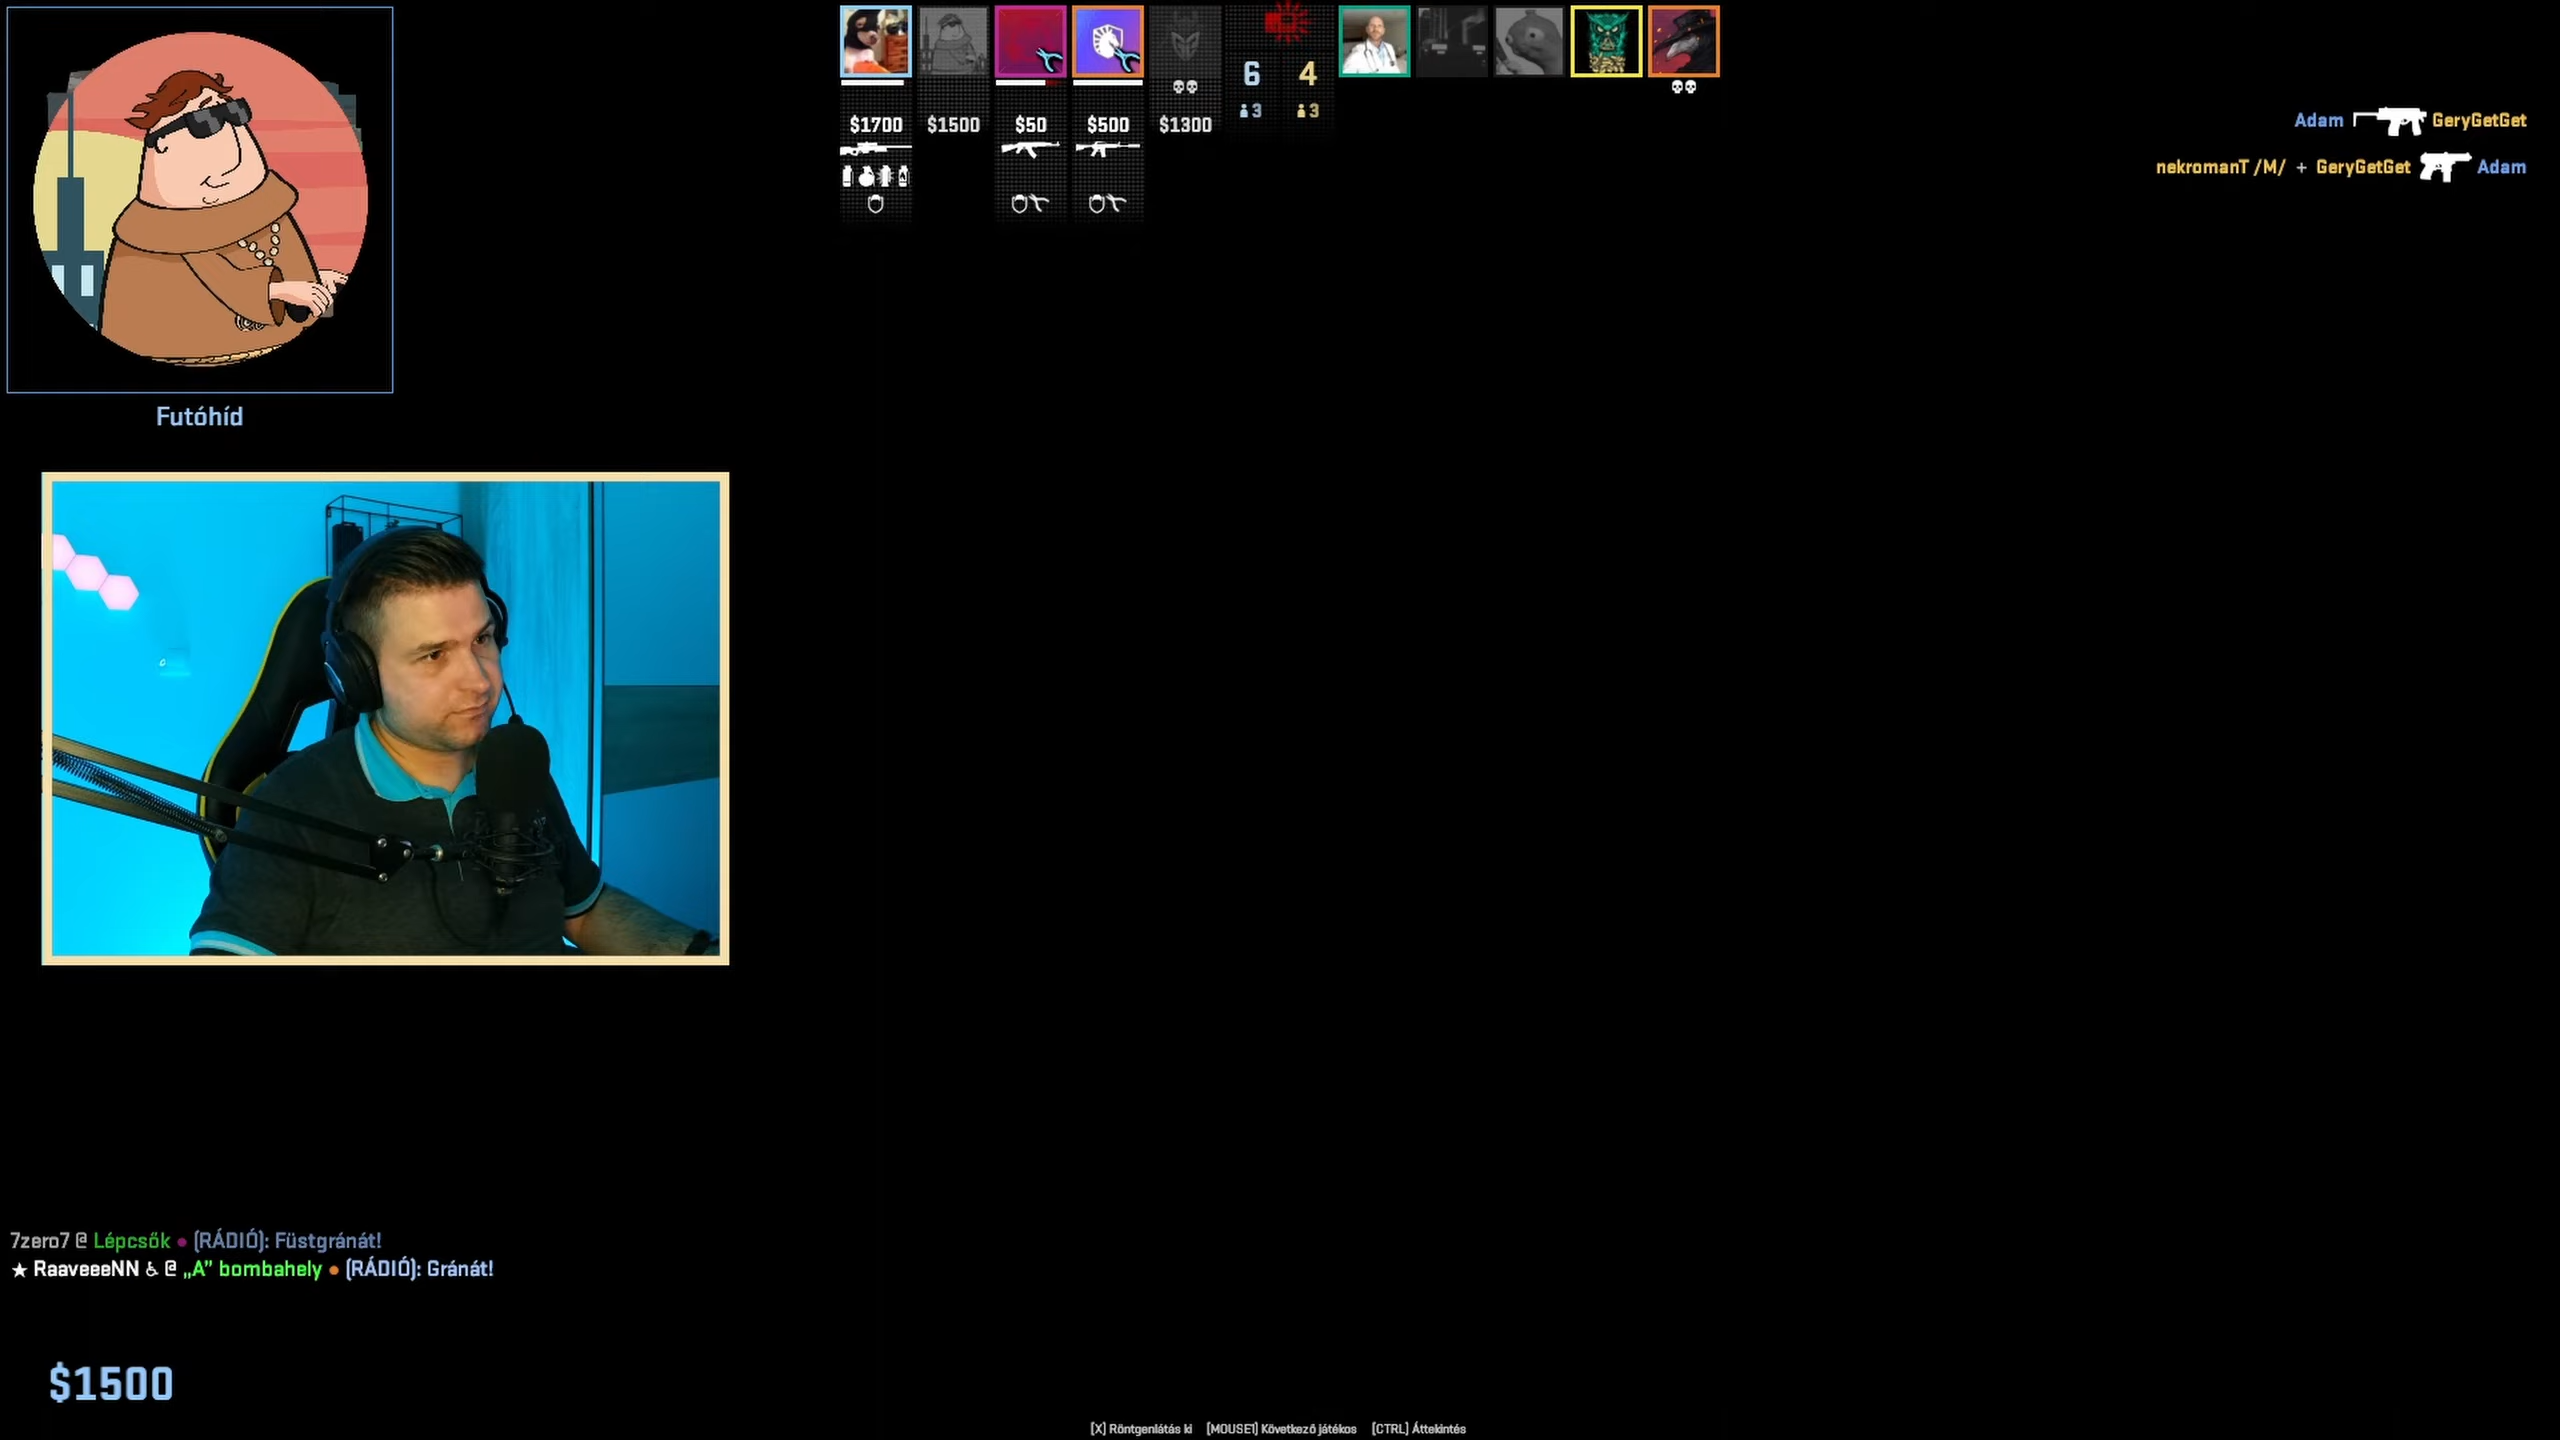 $1700
$1500
$50
$500
$1300
6
4
3
3
Adam GeryGetGet
nekromanT /M/ + GeryGetGet Adam
Futóhíd
7zero7 @ Lépcsők ● (RÁDIÓ): Füstgránát!
★ RaaveeeNN ♿ @ „A” bombahely ● (RÁDIÓ): Gránát!
$1500
[X] Röntgenlátás ki [MOUSE1] Következő játékos [CTRL] Áttekintés